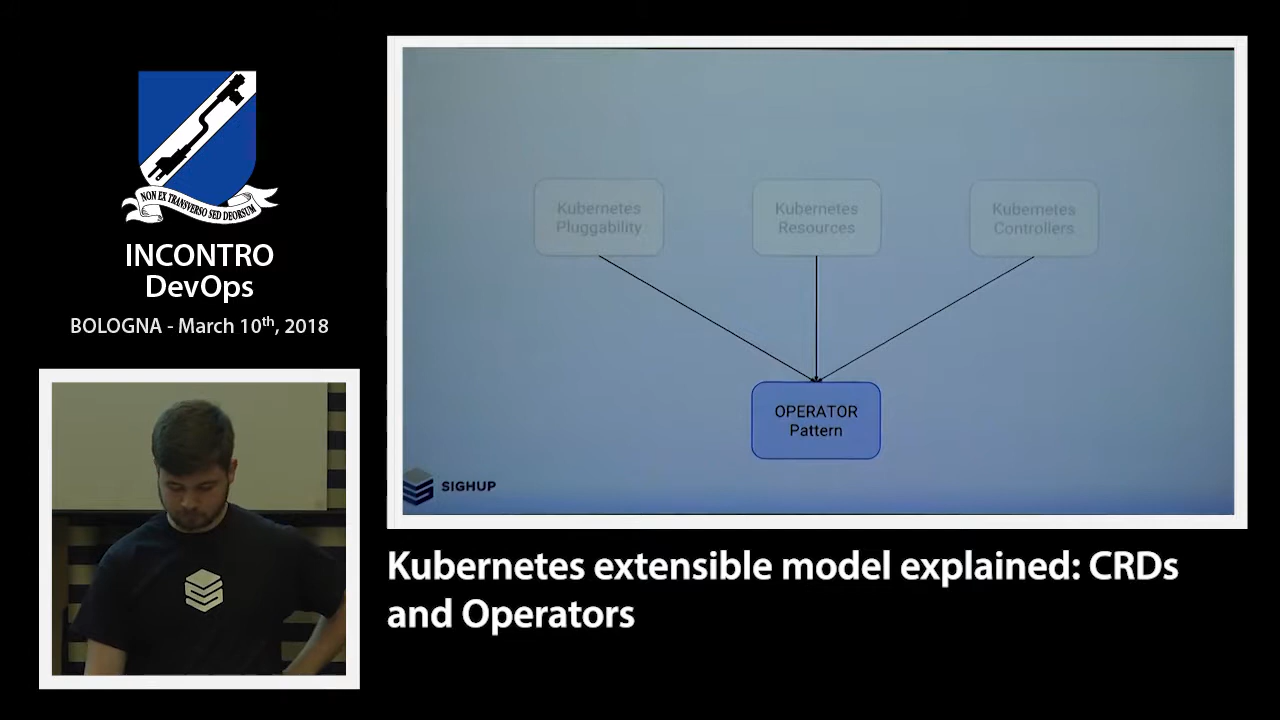 NON EX TRANSVERSO SED DEORSUM
INCONTRO
DevOps
BOLOGNA - March 10th, 2018
Kubernetes
Pluggability
Kubernetes
Resources
Kubernetes
Controllers
OPERATOR
Pattern
SIGHUP
Kubernetes extensible model explained: CRDs
and Operators